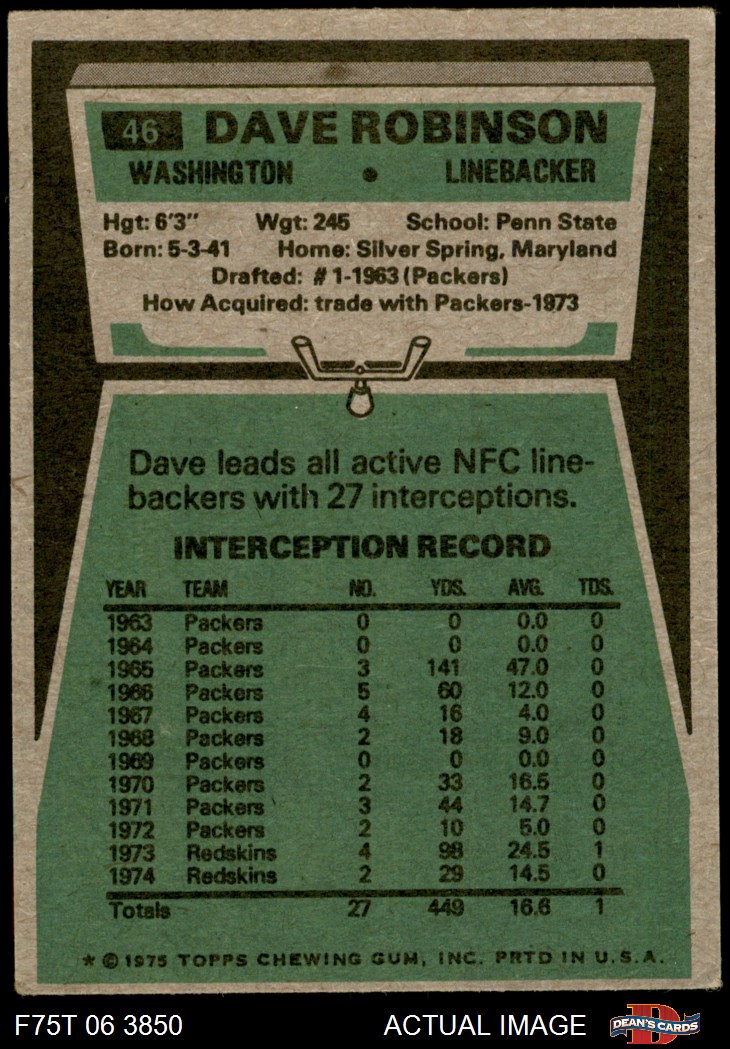 46 DAVE ROBINSON
WASHINGTON • LINEBACKER
Hgt: 6'3" Wgt: 245 School: Penn State
Born: 5-3-41 Home: Silver Spring, Maryland
Drafted: #1-1963 (Packers)
How Acquired: trade with Packers-1973
Dave leads all active NFC line-
backers with 27 interceptions.
INTERCEPTION RECORD
YEAR TEAM NO. YDS. AVG. TDS.
1963 Packers 0 0 0.0 0
1964 Packers 0 0 0.0 0
1965 Packers 3 141 47.0 0
1966 Packers 5 60 12.0 0
1967 Packers 4 16 4.0 0
1968 Packers 2 18 9.0 0
1969 Packers 0 0 0.0 0
1970 Packers 2 33 16.5 0
1971 Packers 3 44 14.7 0
1972 Packers 2 10 5.0 0
1973 Redskins 4 98 24.5 1
1974 Redskins 2 29 14.5 0
Totals 27 449 16.6 1
* © 1975 TOPPS CHEWING GUM, INC. PRTD IN U.S.A.
F75T 06 3850 ACTUAL IMAGE DEAN'S CARDS